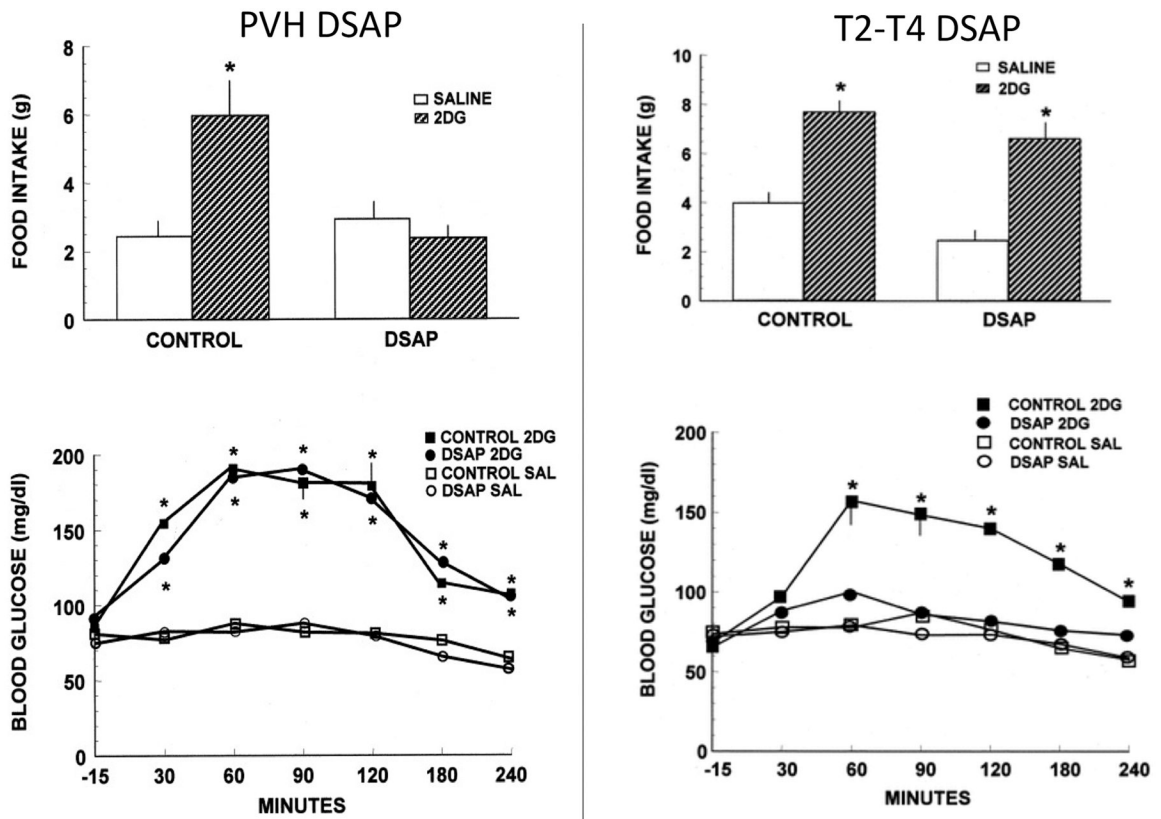 PVH DSAP
8
6
4
2
0
FOOD INTAKE (g)
*
SALINE
2DG
CONTROL DSAP
200
150
100
50
0
BLOOD GLUCOSE (mg/dl)
CONTROL 2DG
DSAP 2DG
CONTROL SAL
DSAP SAL
* * * *
* * * *
* *
* *
-15 30 60 90 120 180 240
MINUTES
T2-T4 DSAP
10
8
6
4
2
0
FOOD INTAKE (g)
SALINE
2DG
* *
CONTROL DSAP
200
150
100
50
0
BLOOD GLUCOSE (mg/dl)
CONTROL 2DG
DSAP 2DG
CONTROL SAL
DSAP SAL
* * * * *
-15 30 60 90 120 180 240
MINUTES